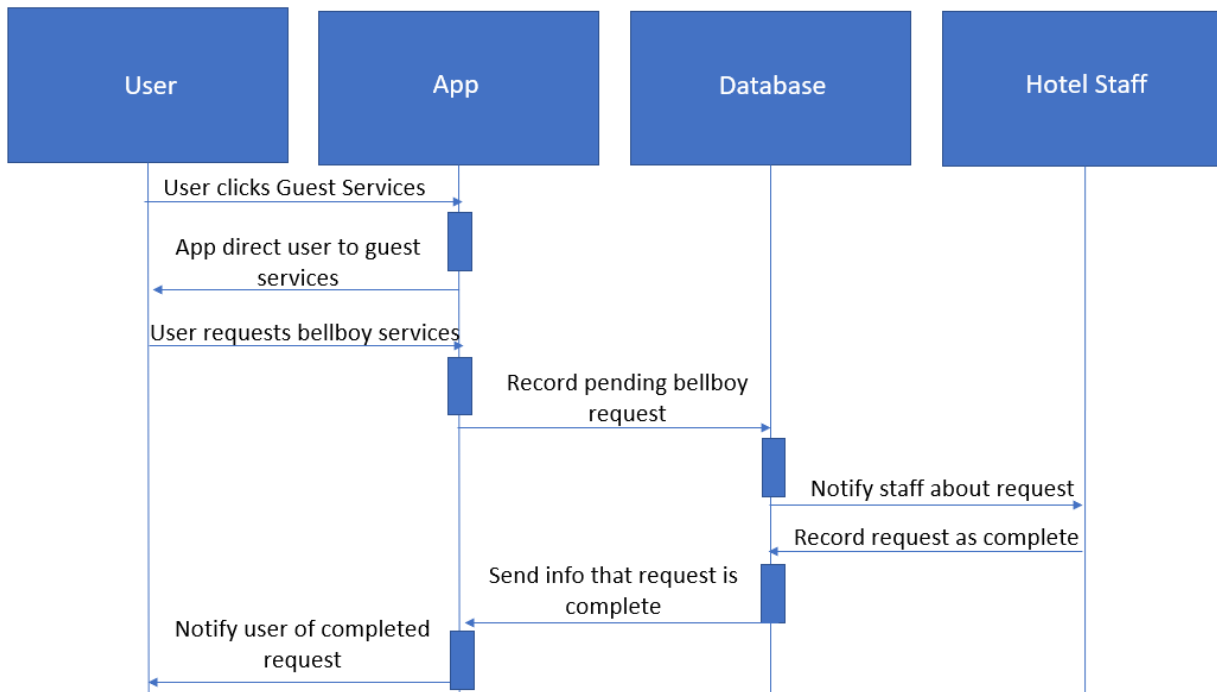 User
App
Database
Hotel Staff
User clicks Guest Services
App direct user to guest
services
User requests bellboy services
Record pending bellboy
request
Notify staff about request
Record request as complete
Send info that request is
complete
Notify user of completed
request